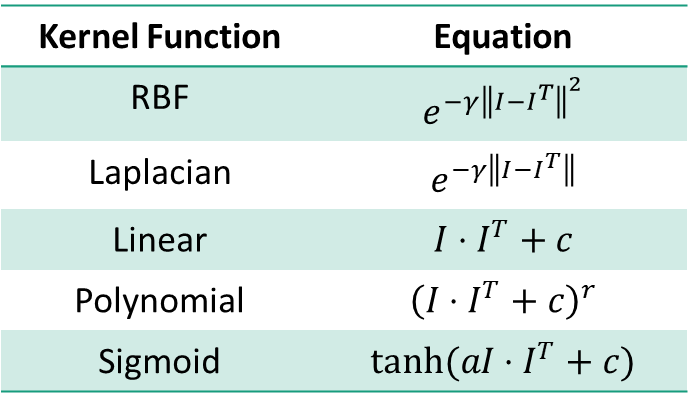 Kernel Function Equation
RBF e^{-γ‖I-I^T‖^2}
Laplacian e^{-γ‖I-I^T‖}
Linear I · I^T + c
Polynomial (I · I^T + c)^r
Sigmoid tanh(aI · I^T + c)